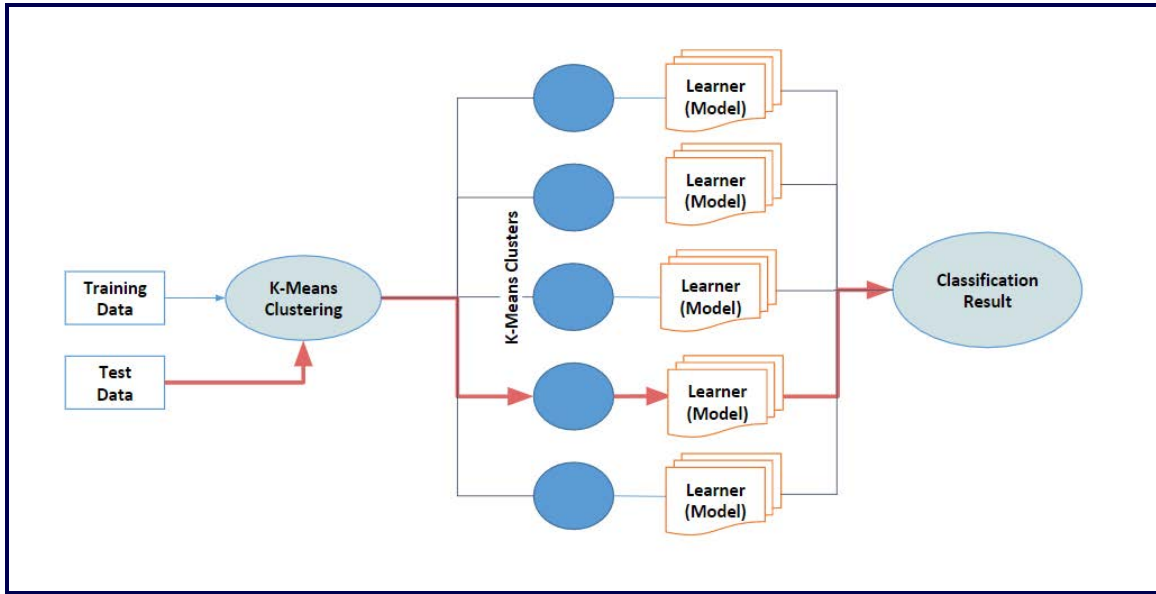 Training
Data
Test
Data
K-Means
Clustering
K-Means Clusters
Learner
(Model)
Learner
(Model)
Learner
(Model)
Learner
(Model)
Learner
(Model)
Classification
Result